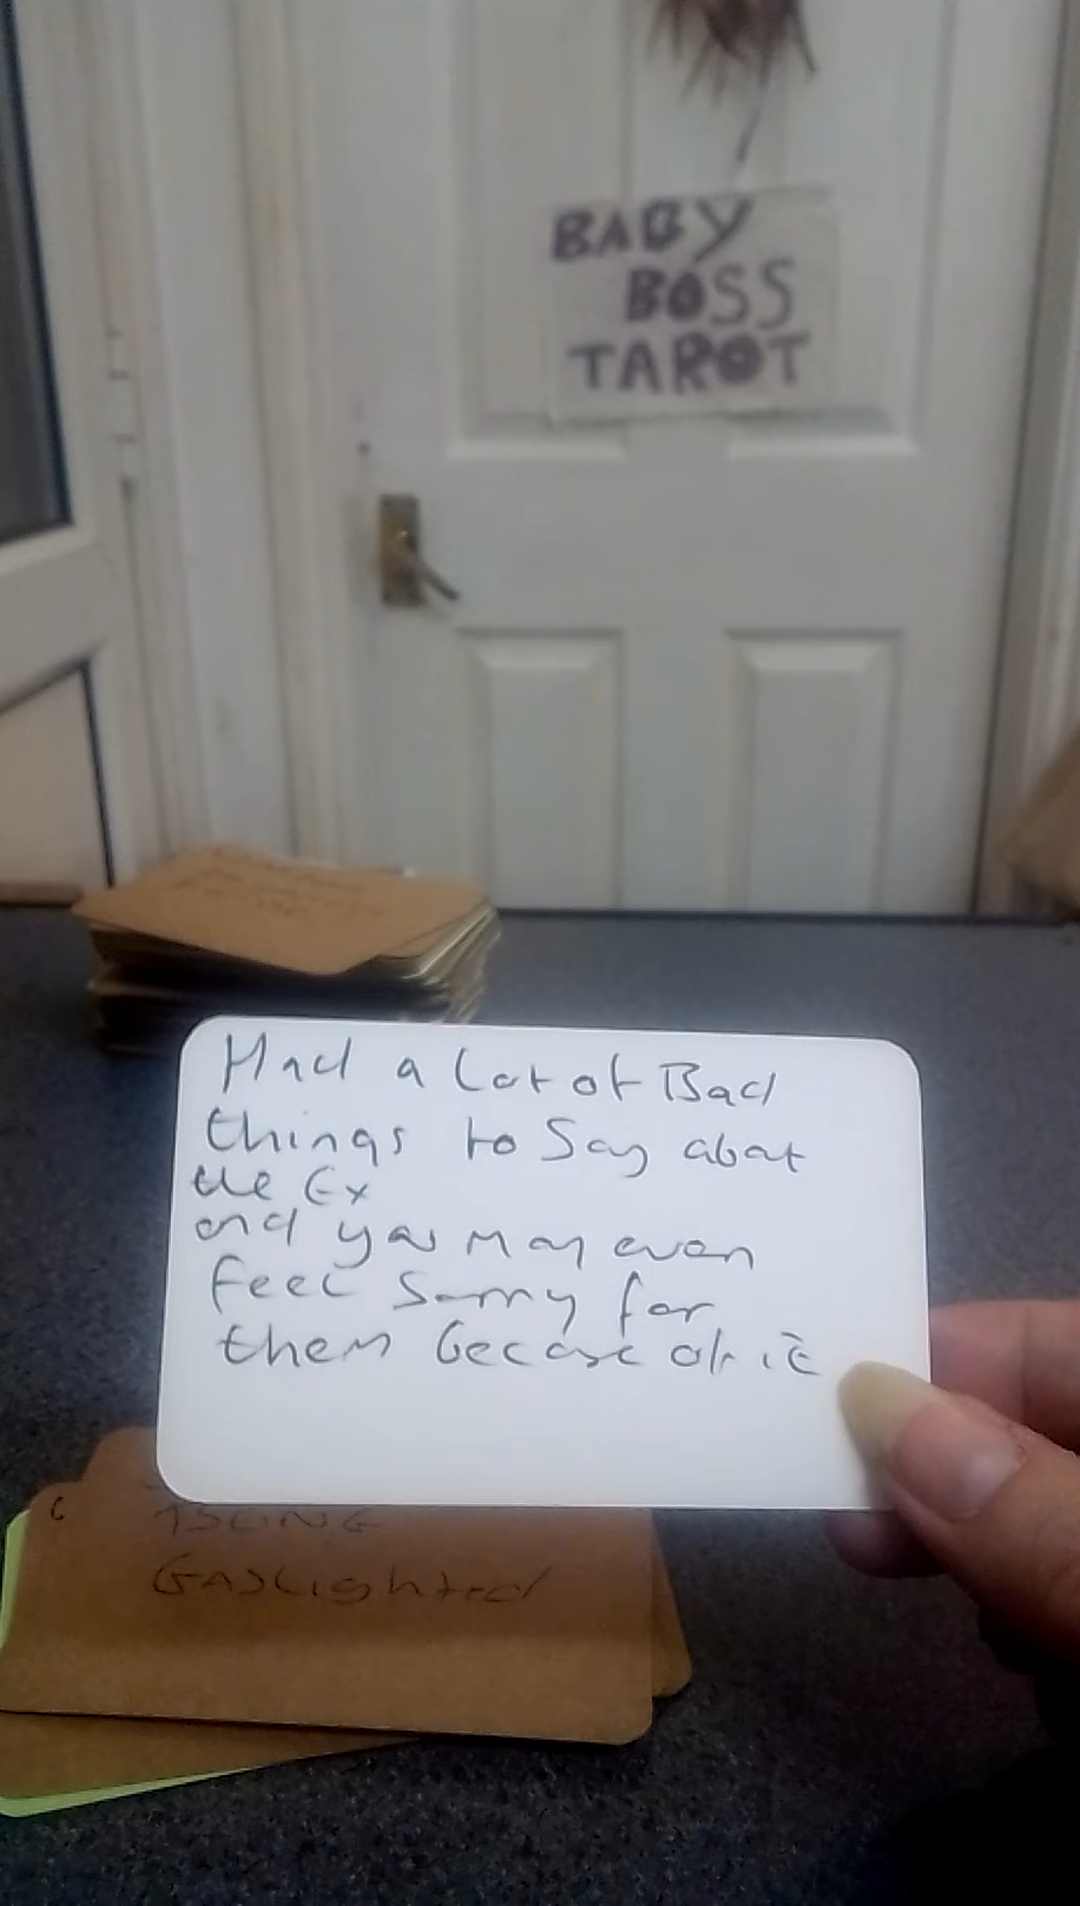 BABY
BOSS
TAROT
Had a Lot of Bad
things to Say about
the Ex
and you May even
feel Sorry for
them because of it
BEING
Gaslighted